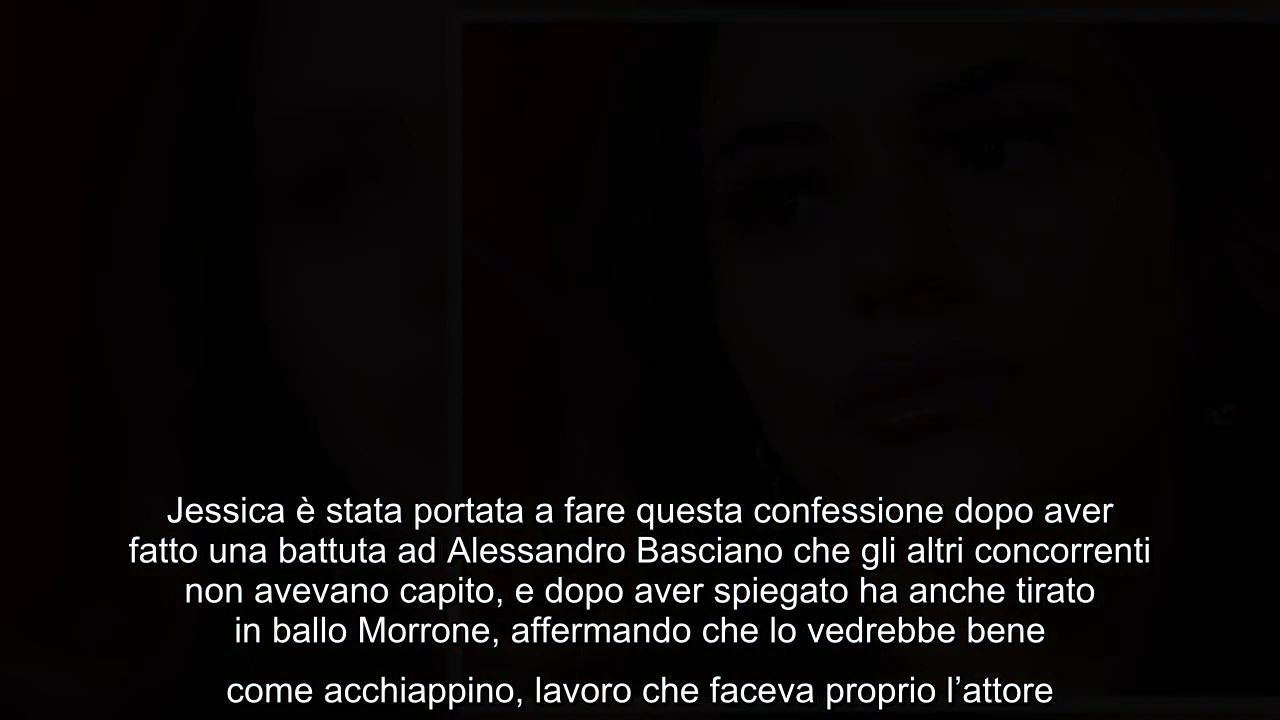 Jessica è stata portata a fare questa confessione dopo aver
fatto una battuta ad Alessandro Basciano che gli altri concorrenti
non avevano capito, e dopo aver spiegato ha anche tirato
in ballo Morrone, affermando che lo vedrebbe bene
come acchiappino, lavoro che faceva proprio l’attore